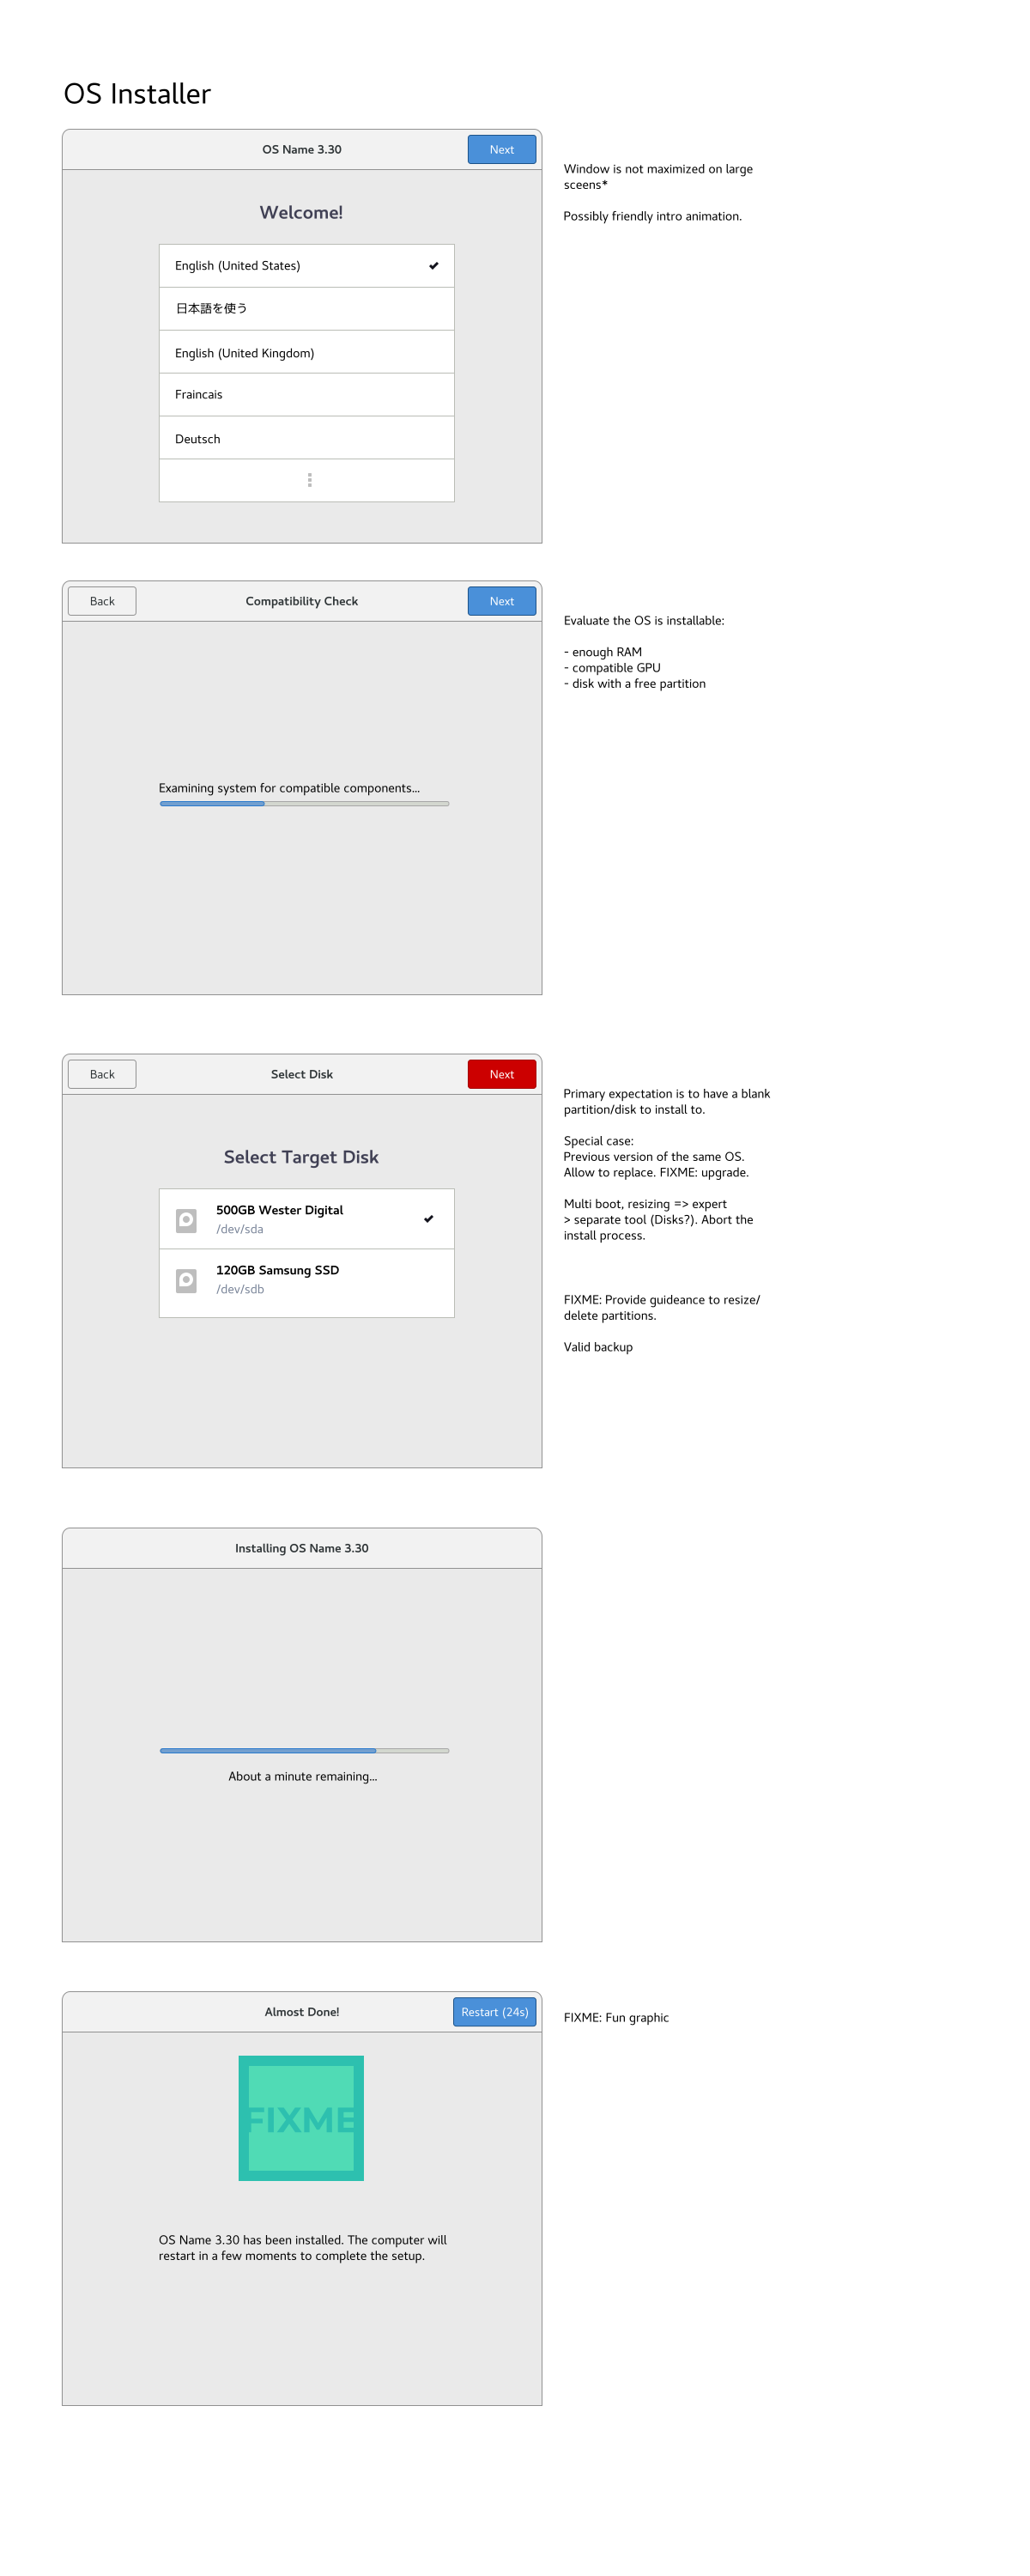 OS Installer
OS Name 3.30
Next
Welcome!
English (United States)
日本語を使う
English (United Kingdom)
Fraincais
Deutsch
Window is not maximized on large
sceens*
Possibly friendly intro animation.
Back
Compatibility Check
Next
Examining system for compatible components...
Evaluate the OS is installable:
- enough RAM
- compatible GPU
- disk with a free partition
Back
Select Disk
Next
Select Target Disk
500GB Wester Digital
/dev/sda
120GB Samsung SSD
/dev/sdb
Primary expectation is to have a blank
partition/disk to install to.
Special case:
Previous version of the same OS.
Allow to replace. FIXME: upgrade.
Multi boot, resizing => expert
> separate tool (Disks?). Abort the
install process.
FIXME: Provide guideance to resize/
delete partitions.
Valid backup
Installing OS Name 3.30
About a minute remaining...
Almost Done!
Restart (24s)
FIXME
OS Name 3.30 has been installed. The computer will
restart in a few moments to complete the setup.
FIXME: Fun graphic